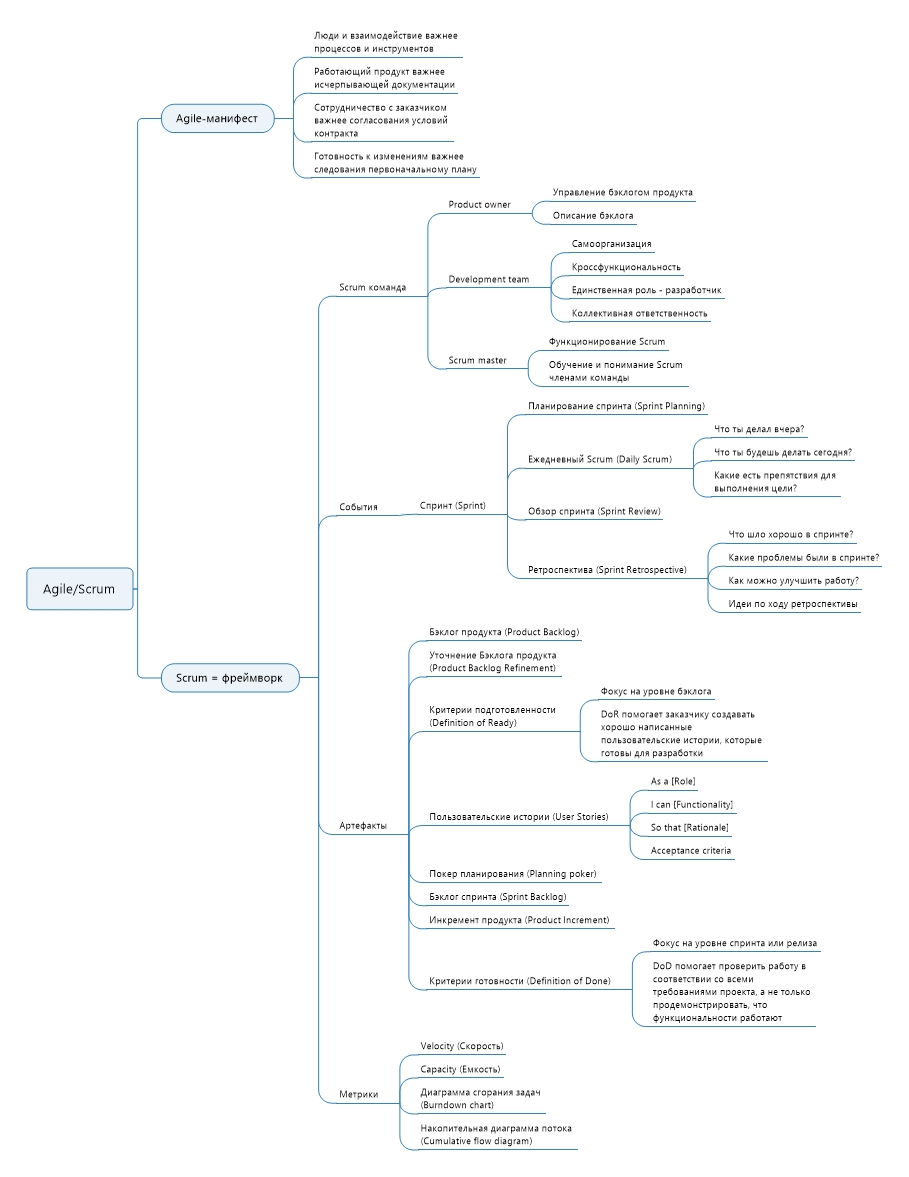 Люди и взаимодействие важнее
процессов и инструментов
Работающий продукт важнее
исчерпывающей документации
Agile-манифест
Сотрудничество с заказчиком
важнее согласования условий
контракта
Готовность к изменениям важнее
следования первоначальному плану
Управление бэклогом продукта
Product owner
Описание бэклога
Самоорганизация
Кроссфункциональность
Development team
Scrum команда
Единственная роль - разработчик
Коллективная ответственность
Функционирование Scrum
Scrum master
Обучение и понимание Scrum
членами команды
Планирование спринта (Sprint Planning)
Что ты делал вчера?
Ежедневный Scrum (Daily Scrum)
Что ты будешь делать сегодня?
Какие есть препятствия для
выполнения цели?
События
Спринт (Sprint)
Обзор спринта (Sprint Review)
Что шло хорошо в спринте?
Какие проблемы были в спринте?
Ретроспектива (Sprint Retrospective)
Как можно улучшить работу?
Идеи по ходу ретроспективы
Agile/Scrum
Бэклог продукта (Product Backlog)
Уточнение Бэклога продукта
(Product Backlog Refinement)
Scrum = фреймворк
Фокус на уровне бэклога
Критерии подготовленности
(Definition of Ready)
DoR помогает заказчику создавать
хорошо написанные
пользовательские истории, которые
готовы для разработки
As a [Role]
I can [Functionality]
Пользовательские истории (User Stories)
So that [Rationale]
Acceptance criteria
Артефакты
Покер планирования (Planning poker)
Бэклог спринта (Sprint Backlog)
Инкремент продукта (Product Increment)
Фокус на уровне спринта или релиза
Критерии готовности (Definition of Done)
DoD помогает проверить работу в
соответствии со всеми
требованиями проекта, а не только
продемонстрировать, что
функциональности работают
Velocity (Скорость)
Capacity (Емкость)
Метрики
Диаграмма сгорания задач
(Burndown chart)
Накопительная диаграмма потока
(Cumulative flow diagram)